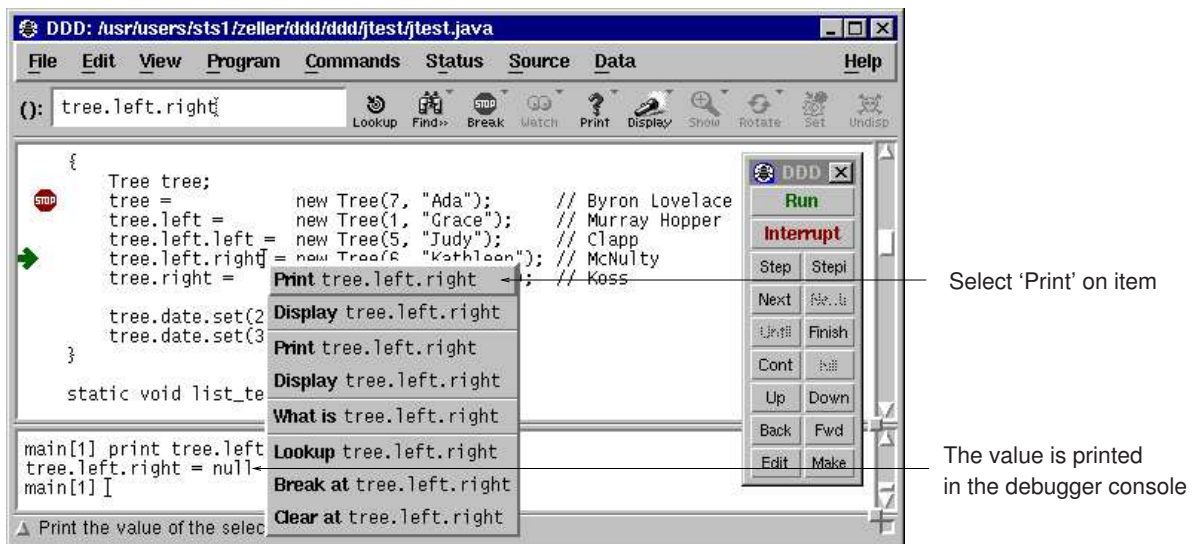 DDD: /usr/users/sts1/zeller/ddd/ddd/jtest/jtest.java
File Edit View Program Commands Status Source Data Help
(): tree.left.right
Lookup Find>> Break Watch Print Display Show Rotate Set Undisp
{
Tree tree;
tree = new Tree(7, "Ada"); // Byron Lovelace
tree.left = new Tree(1, "Grace"); // Murray Hopper
tree.left.left = new Tree(5, "Judy"); // Clapp
tree.left.right = new Tree(6, "Kathleen"); // McNulty
tree.right = ); // Koss
tree.date.set(2
tree.date.set(3
}
static void list_te
Print tree.left.right
Display tree.left.right
Print tree.left.right
Display tree.left.right
What is tree.left.right
Lookup tree.left.right
Break at tree.left.right
Clear at tree.left.right
DDD
Run
Interrupt
Step Stepi
Next
Until Finish
Cont Kill
Up Down
Back Fwd
Edit Make
main[1] print tree.left
tree.left.right = null
main[1]
Print the value of the selec
STOP
Select ‘Print’ on item
The value is printed
in the debugger console